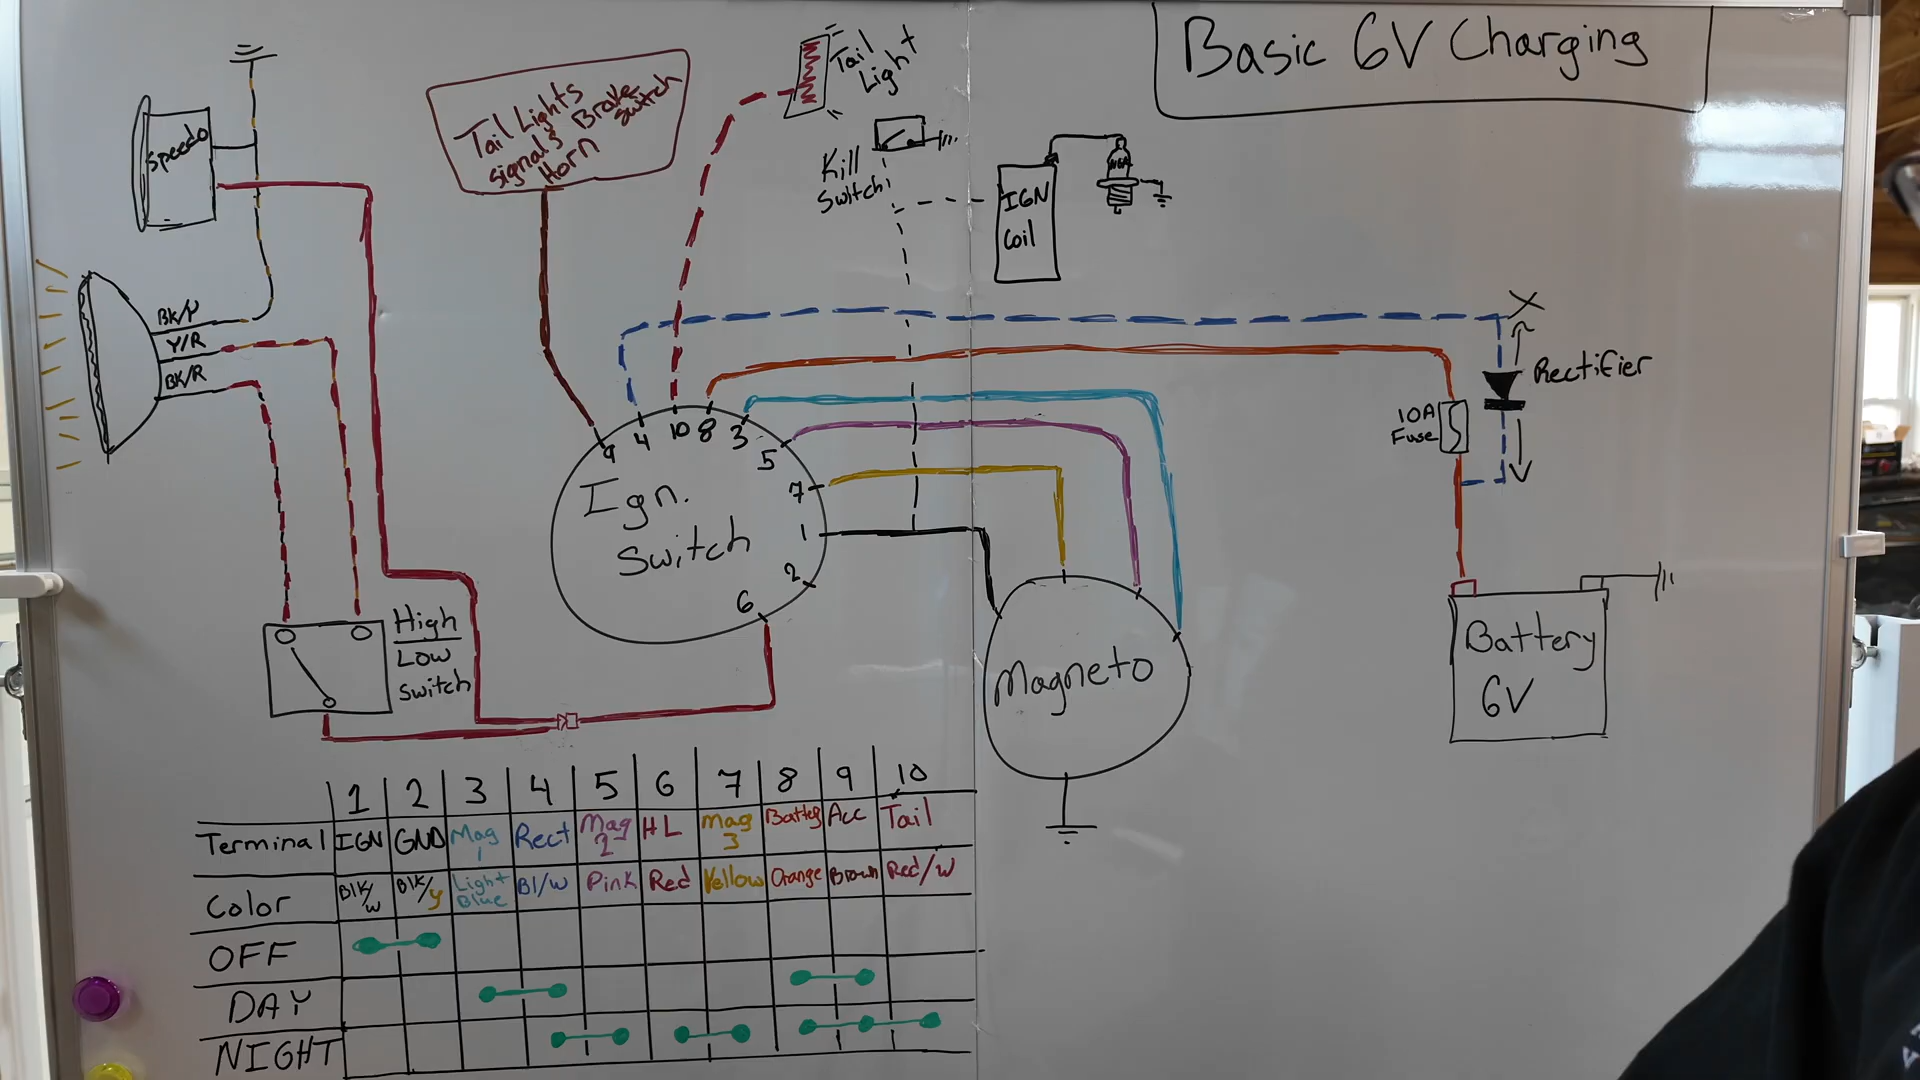 Basic 6V Charging
Speedo
Tail Lights
Signals Brake
Switch
Horn
Tail
Light
Kill
Switch
IGN
Coil
NGK
BK/Y
Y/R
BK/R
Rectifier
10A
Fuse
9 4 10 8 3 5 7 1 2 6
Ign.
Switch
Magneto
Battery
6V
High
Low
Switch
1 2 3 4 5 6 7 8 9 10
Terminal IGN GND Mag 1 Rect Mag 2 HL Mag 3 Battery Acc Tail
Color Blk/w Blk/y Light Blue Bl/w Pink Red Yellow Orange Brown Red/w
OFF
DAY
NIGHT